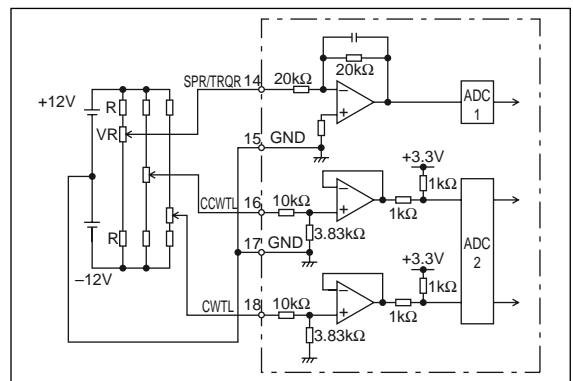 20kΩ
SPR/TRQR 14
20kΩ
+12V
R
VR
ADC
1
15
GND
+3.3V
1kΩ
CCWTL
16
10kΩ
1kΩ
3.83kΩ
17
GND
ADC
2
R
+3.3V
1kΩ
−12V
CWTL
18
10kΩ
1kΩ
3.83kΩ